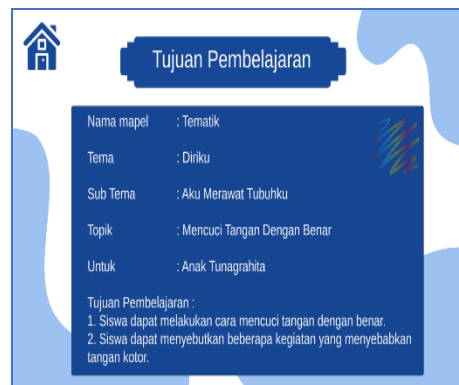 Tujuan Pembelajaran
Nama mapel : Tematik
Tema : Diriku
Sub Tema : Aku Merawat Tubuhku
Topik : Mencuci Tangan Dengan Benar
Untuk : Anak Tunagrahita
Tujuan Pembelajaran :
1. Siswa dapat melakukan cara mencuci tangan dengan benar.
2. Siswa dapat menyebutkan beberapa kegiatan yang menyebabkan
tangan kotor.